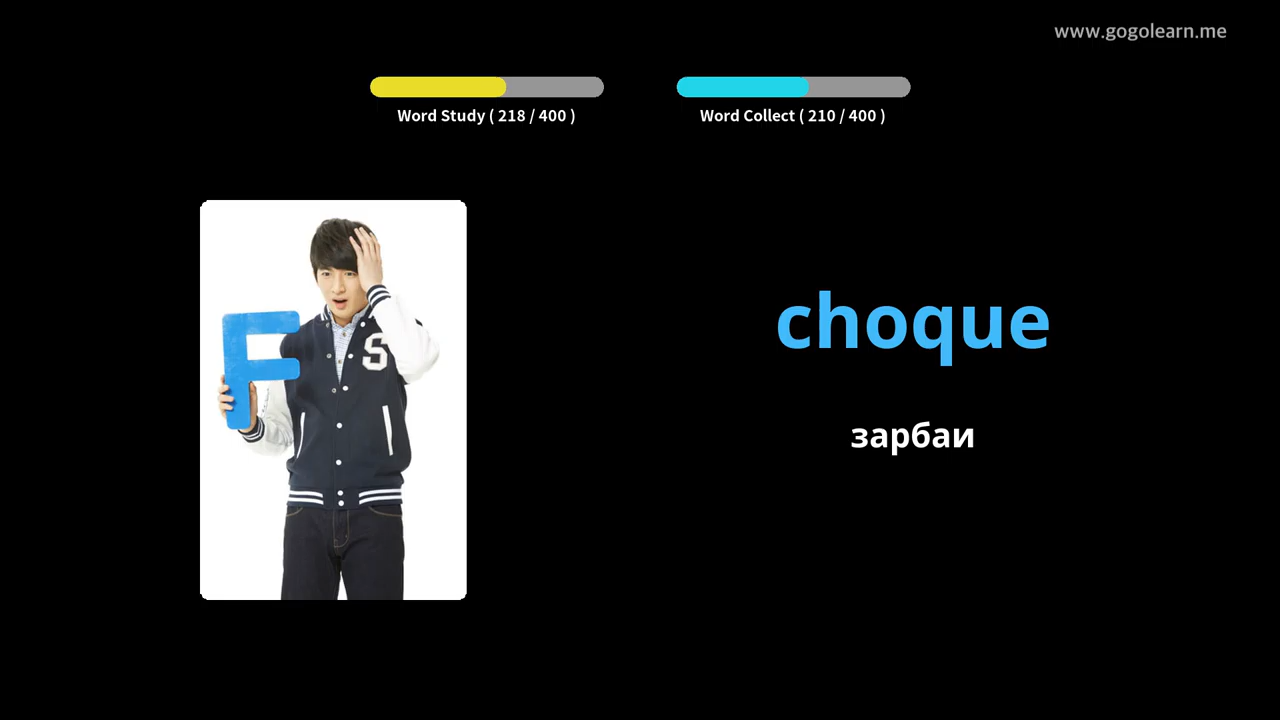 www.gogolearn.me
Word Study ( 218 / 400 )
Word Collect ( 210 / 400 )
F
S
choque
зарбаи